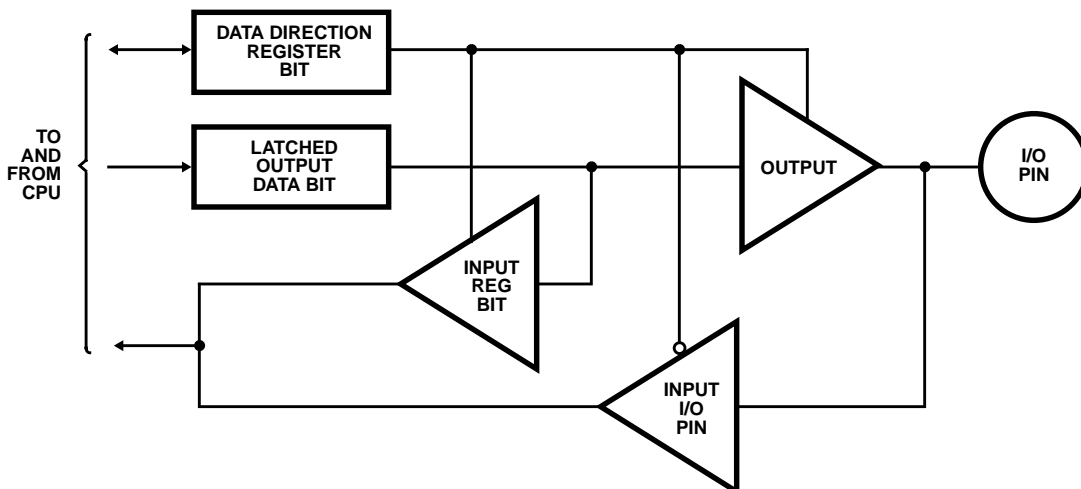 DATA DIRECTION
REGISTER
BIT
TO
AND
FROM
CPU
LATCHED
OUTPUT
DATA BIT
OUTPUT
I/O
PIN
INPUT
REG
BIT
INPUT
I/O
PIN